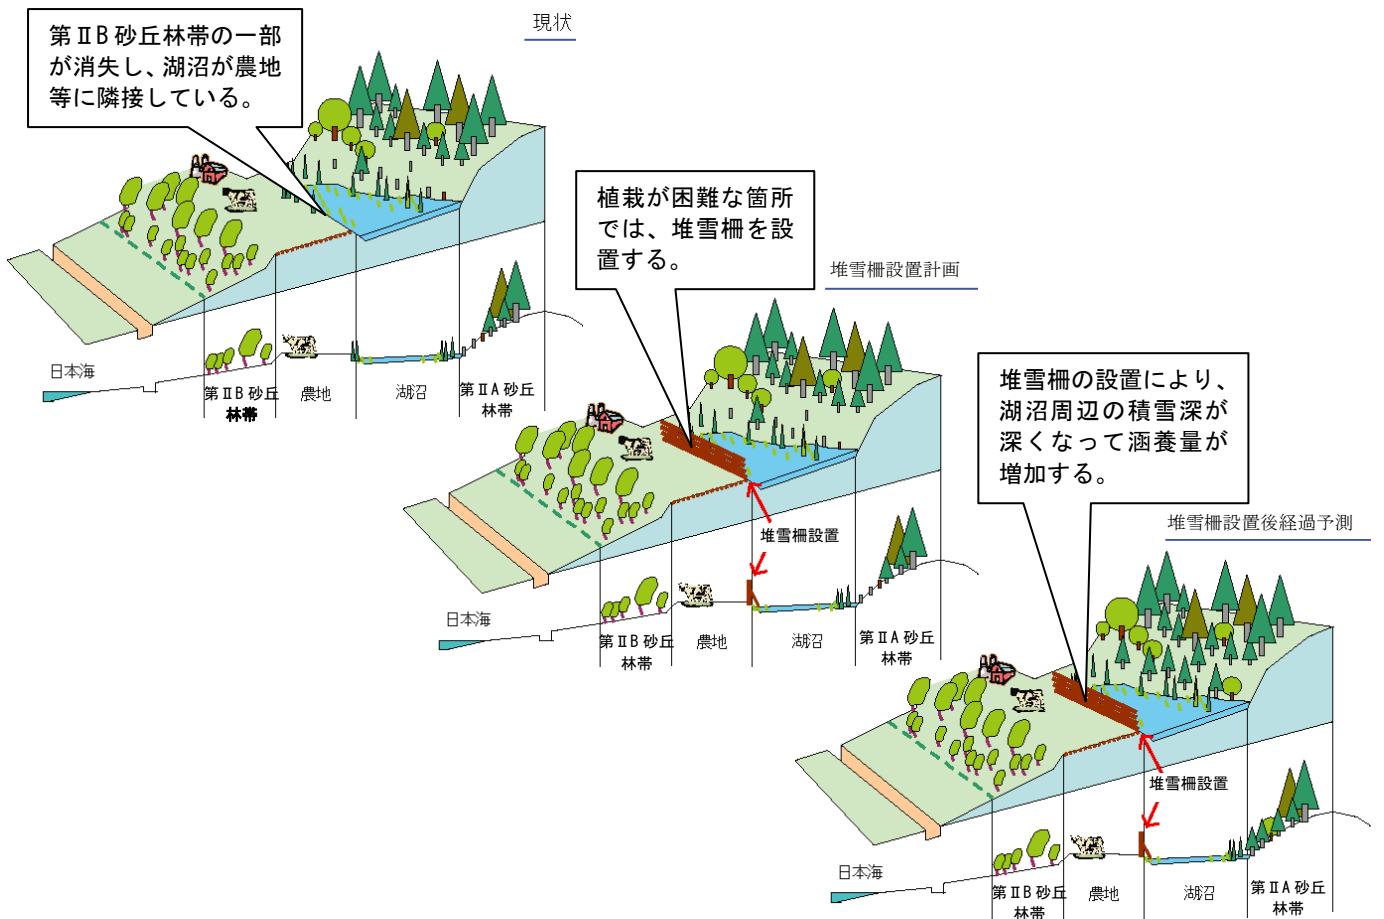 現状
第ⅡB砂丘林帯の一部
が消失し、湖沼が農地
等に隣接している。
日本海
第ⅡB砂丘
林帯
農地
湖沼
第ⅡA砂丘
林帯
堆雪柵設置計画
植栽が困難な箇所
では、堆雪柵を設
置する。
堆雪柵設置
日本海
第ⅡB砂丘
林帯
農地
湖沼
第ⅡA砂丘
林帯
堆雪柵設置後経過予測
堆雪柵の設置により、
湖沼周辺の積雪深が
深くなって涵養量が
増加する。
堆雪柵設置
日本海
第ⅡB砂丘
林帯
農地
湖沼
第ⅡA砂丘
林帯